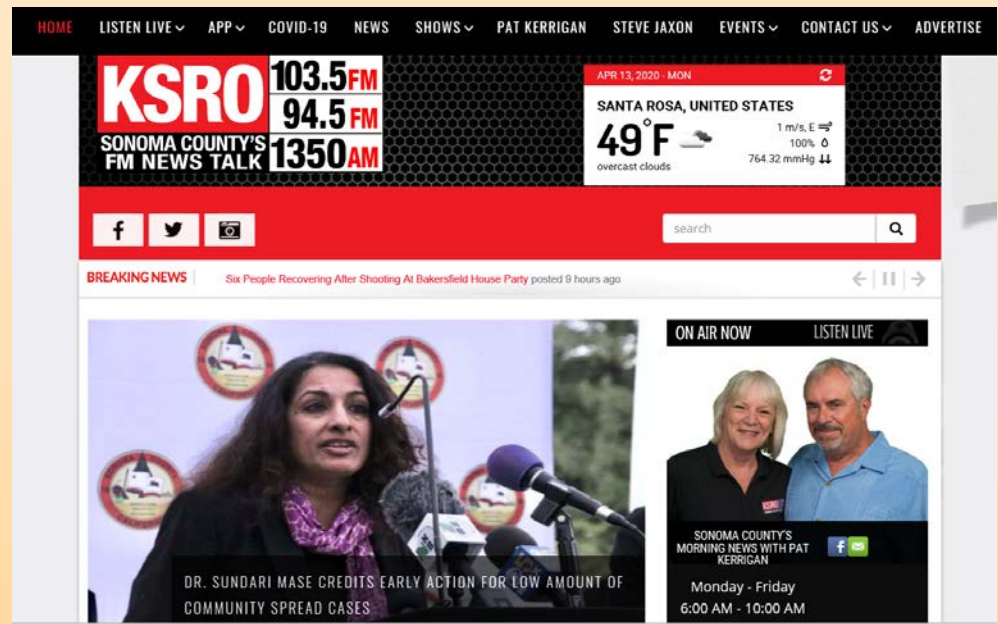 HOME LISTEN LIVE APP COVID-19 NEWS SHOWS PAT KERRIGAN STEVE JAXON EVENTS CONTACT US ADVERTISE
KSRO
SONOMA COUNTY'S
FM NEWS TALK
103.5FM
94.5FM
1350AM
APR 13, 2020 - MON
SANTA ROSA, UNITED STATES
49°F
overcast clouds
1 m/s, E
100%
764.32 mmHg
f
search
BREAKING NEWS Six People Recovering After Shooting At Bakersfield House Party posted 9 hours ago
DR. SUNDARI MASE CREDITS EARLY ACTION FOR LOW AMOUNT OF
COMMUNITY SPREAD CASES
ON AIR NOW LISTEN LIVE
SONOMA COUNTY'S
MORNING NEWS WITH PAT
KERRIGAN
f
Monday - Friday
6:00 AM - 10:00 AM